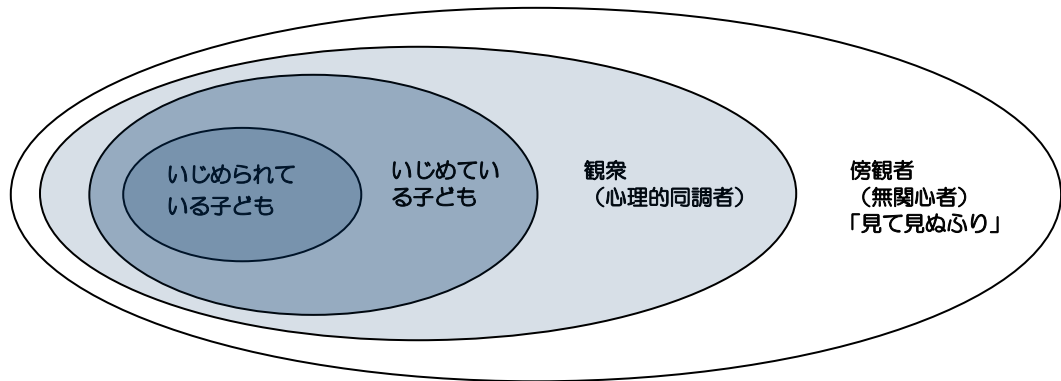 いじめられて
いる子ども
いじめてい
る子ども
観衆
（心理的同調者）
傍観者
（無関心者）
「見て見ぬふり」